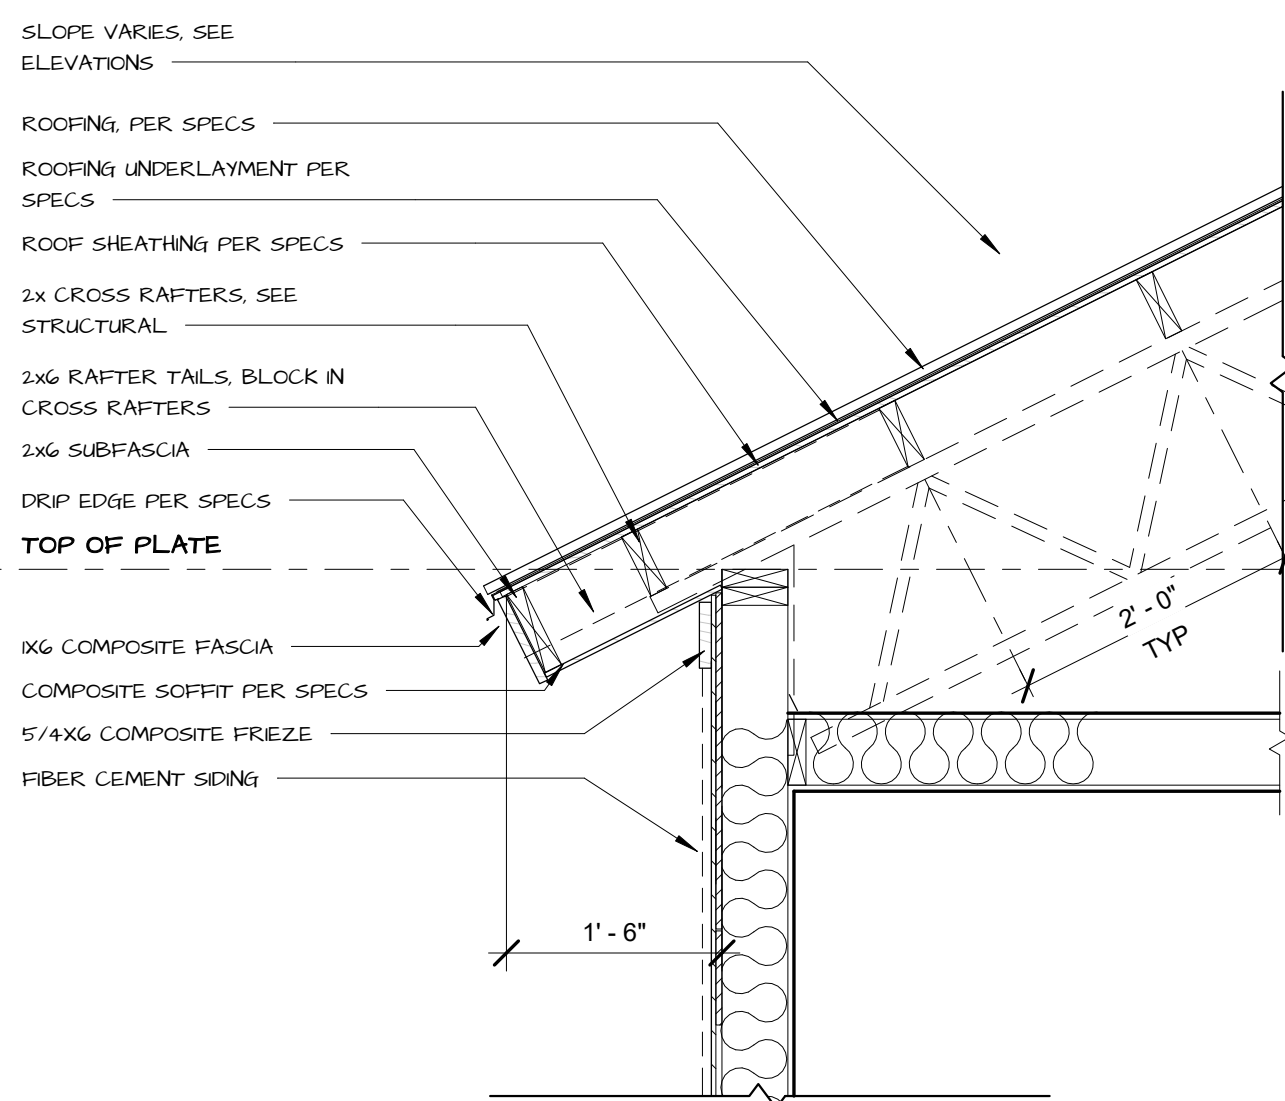 SLOPE VARIES, SEE
ELEVATIONS
ROOFING, PER SPECS
ROOFING UNDERLAYMENT PER
SPECS
ROOF SHEATHING PER SPECS
2x CROSS RAFTERS, SEE
STRUCTURAL
2x6 RAFTER TAILS, BLOCK IN
CROSS RAFTERS
2x6 SUBFASCIA
DRIP EDGE PER SPECS
TOP OF PLATE
1X6 COMPOSITE FASCIA
COMPOSITE SOFFIT PER SPECS
5/4X6 COMPOSITE FRIEZE
FIBER CEMENT SIDING
2' - 0"
TYP
1' - 6"